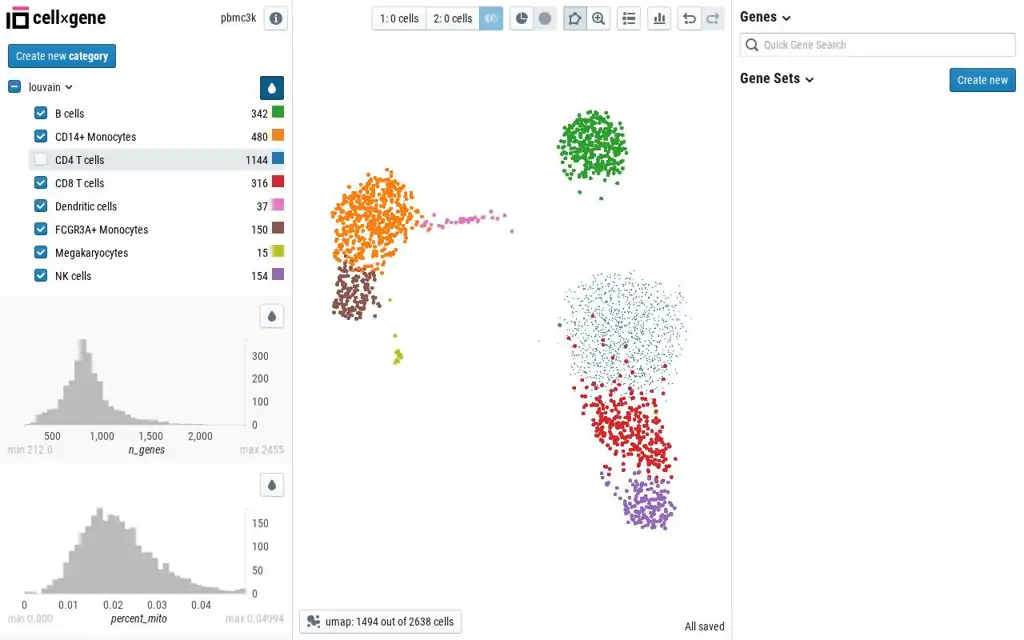 cell×gene
pbmc3k
Create new category
louvain
B cells 342
CD14+ Monocytes 480
CD4 T cells 1144
CD8 T cells 316
Dendritic cells 37
FCGR3A+ Monocytes 150
Megakaryocytes 15
NK cells 154
300
200
100
0
500 1,000 1,500 2,000
min 212.0 n_genes max 2455
150
100
50
0
0 0.01 0.02 0.03 0.04
min 0.000 percent_mito max 0.04994
1: 0 cells 2: 0 cells
umap: 1494 out of 2638 cells
All saved
Genes
Quick Gene Search
Gene Sets
Create new